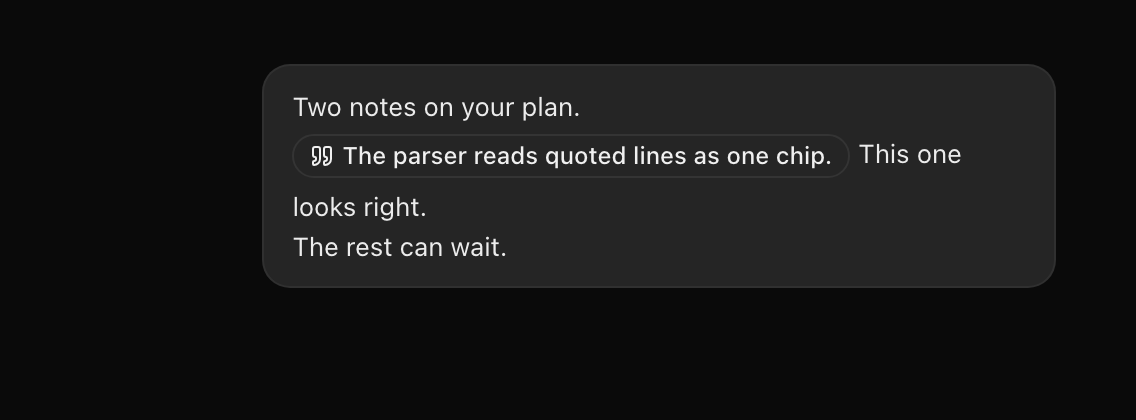 Two notes on your plan.
The parser reads quoted lines as one chip. This one
looks right.
The rest can wait.